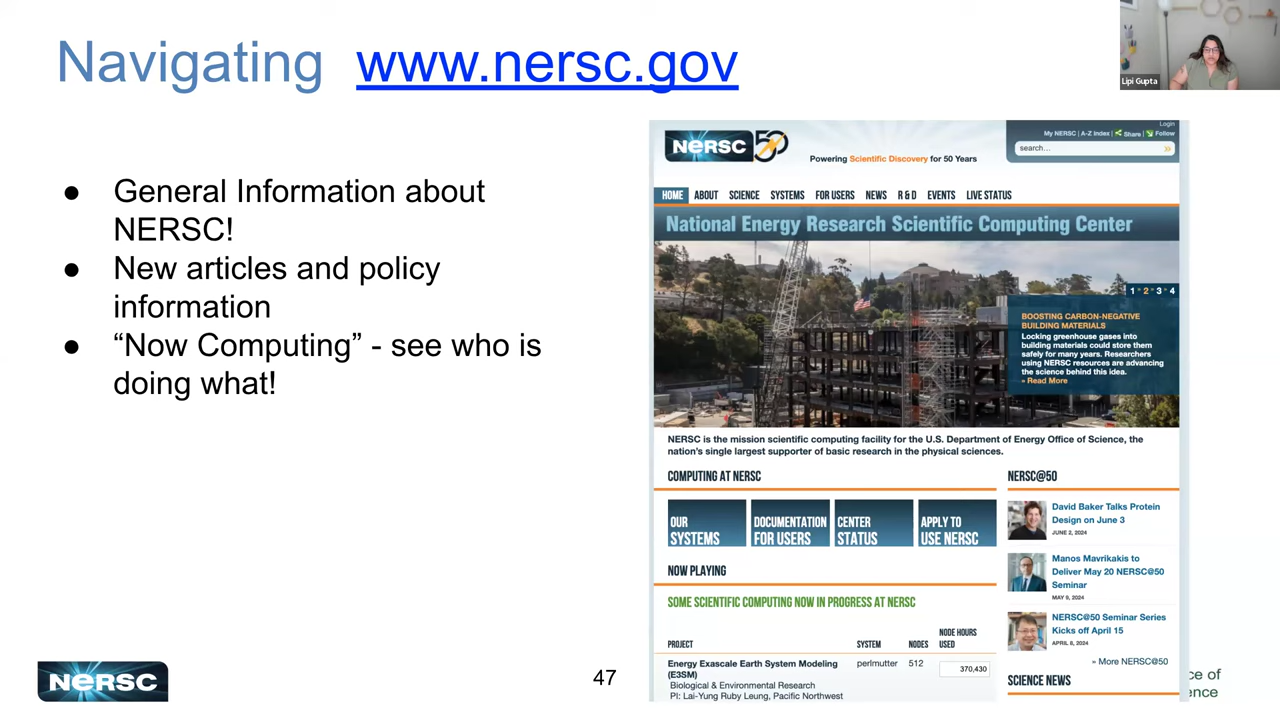 Navigating www.nersc.gov
Lipi Gupta
● General Information about
NERSC!
● New articles and policy
information
● “Now Computing” - see who is
doing what!
NERSC 50
Powering Scientific Discovery for 50 Years
Login
My NERSC | A-Z Index | Share | Follow
search...
»
HOME ABOUT SCIENCE SYSTEMS FOR USERS NEWS R & D EVENTS LIVE STATUS
National Energy Research Scientific Computing Center
1 2 3 4
BOOSTING CARBON-NEGATIVE
BUILDING MATERIALS
Locking greenhouse gases into
building materials could store them
safely for many years. Researchers
using NERSC resources are advancing
the science behind this idea.
» Read More
NERSC is the mission scientific computing facility for the U.S. Department of Energy Office of Science, the
nation's single largest supporter of basic research in the physical sciences.
COMPUTING AT NERSC
OUR
SYSTEMS
DOCUMENTATION
FOR USERS
CENTER
STATUS
APPLY TO
USE NERSC
NOW PLAYING
SOME SCIENTIFIC COMPUTING NOW IN PROGRESS AT NERSC
PROJECT SYSTEM NODES NODE HOURS
USED
Energy Exascale Earth System Modeling perlmutter 512 370,430
(E3SM)
Biological & Environmental Research
PI: Lai-Yung Ruby Leung, Pacific Northwest
NERSC@50
David Baker Talks Protein
Design on June 3
JUNE 2, 2024
Manos Mavrikakis to
Deliver May 20 NERSC@50
Seminar
MAY 9, 2024
NERSC@50 Seminar Series
Kicks off April 15
APRIL 8, 2024
» More NERSC@50
SCIENCE NEWS
NERSC
47
ce of
ence